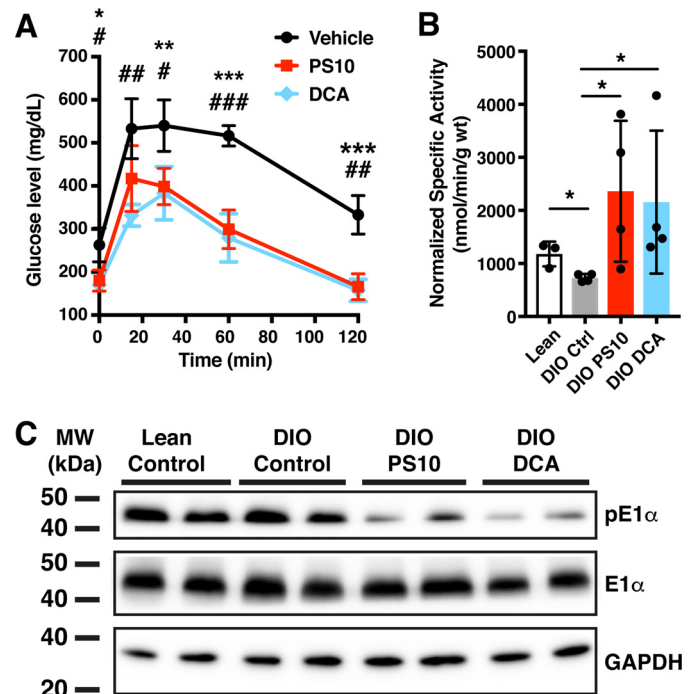 A
*
#
##
**
#
***
###
***
##
Vehicle
PS10
DCA
Glucose level (mg/dL)
700
600
500
400
300
200
100
0
20
40
60
80
100
120
Time (min)
B
Normalized Specific Activity
(nmol/min/g wt)
5000
4000
3000
2000
1000
0
*
*
*
Lean
DIO Ctrl
DIO PS10
DIO DCA
C
MW
(kDa)
Lean
Control
DIO
Control
DIO
PS10
DIO
DCA
50
40
pE1α
50
40
E1α
40
20
GAPDH